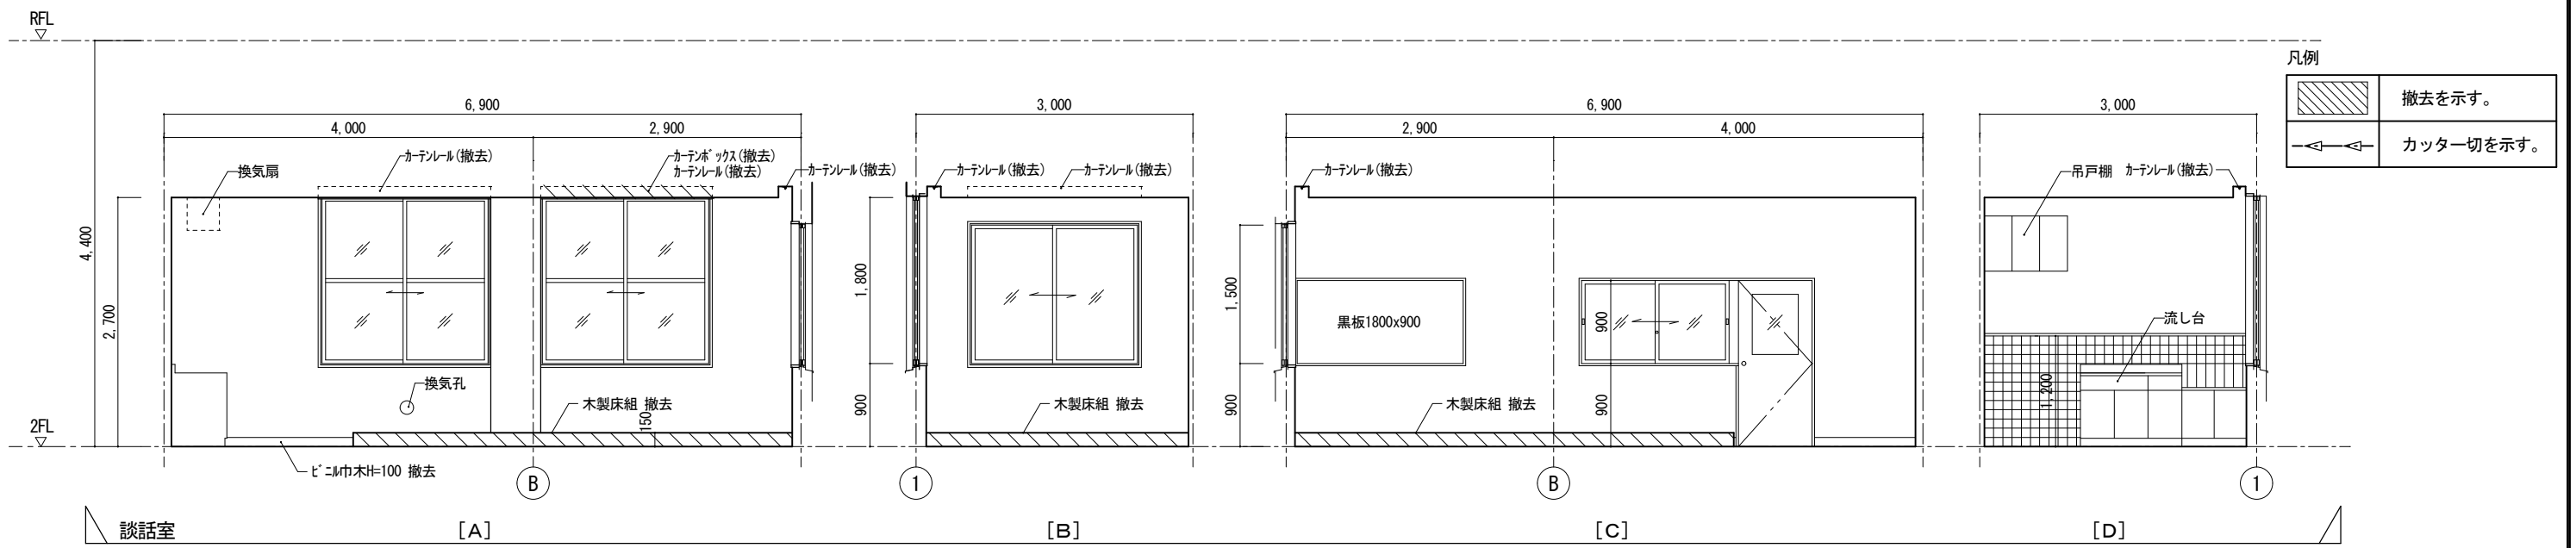 RFL
凡例
撤去を示す。
カッター切を示す。
6,900
4,000
2,900
3,000
6,900
2,900
4,000
3,000
換気扇
カーテンレール(撤去)
カーテンボックス(撤去)
カーテンレール(撤去)
カーテンレール(撤去)
カーテンレール(撤去)
カーテンレール(撤去)
カーテンレール(撤去)
吊戸棚
カーテンレール(撤去)
4,400
2,700
1,800
900
1,500
900
900
900
1,200
黒板1800x900
流し台
換気孔
木製床組 撤去
150
木製床組 撤去
木製床組 撤去
2FL
ビニル巾木H=100 撤去
B
1
B
1
談話室
[A]
[B]
[C]
[D]